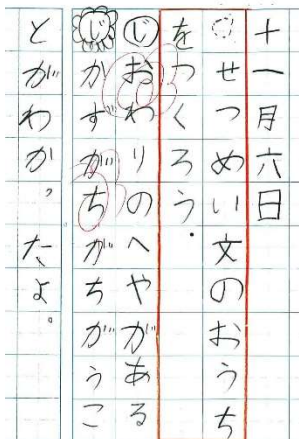 十一月六日
せつめい文のおうち
をつくろう.
じおわりのへやがある
じかずがちがちがうこ
とがわかったよ。